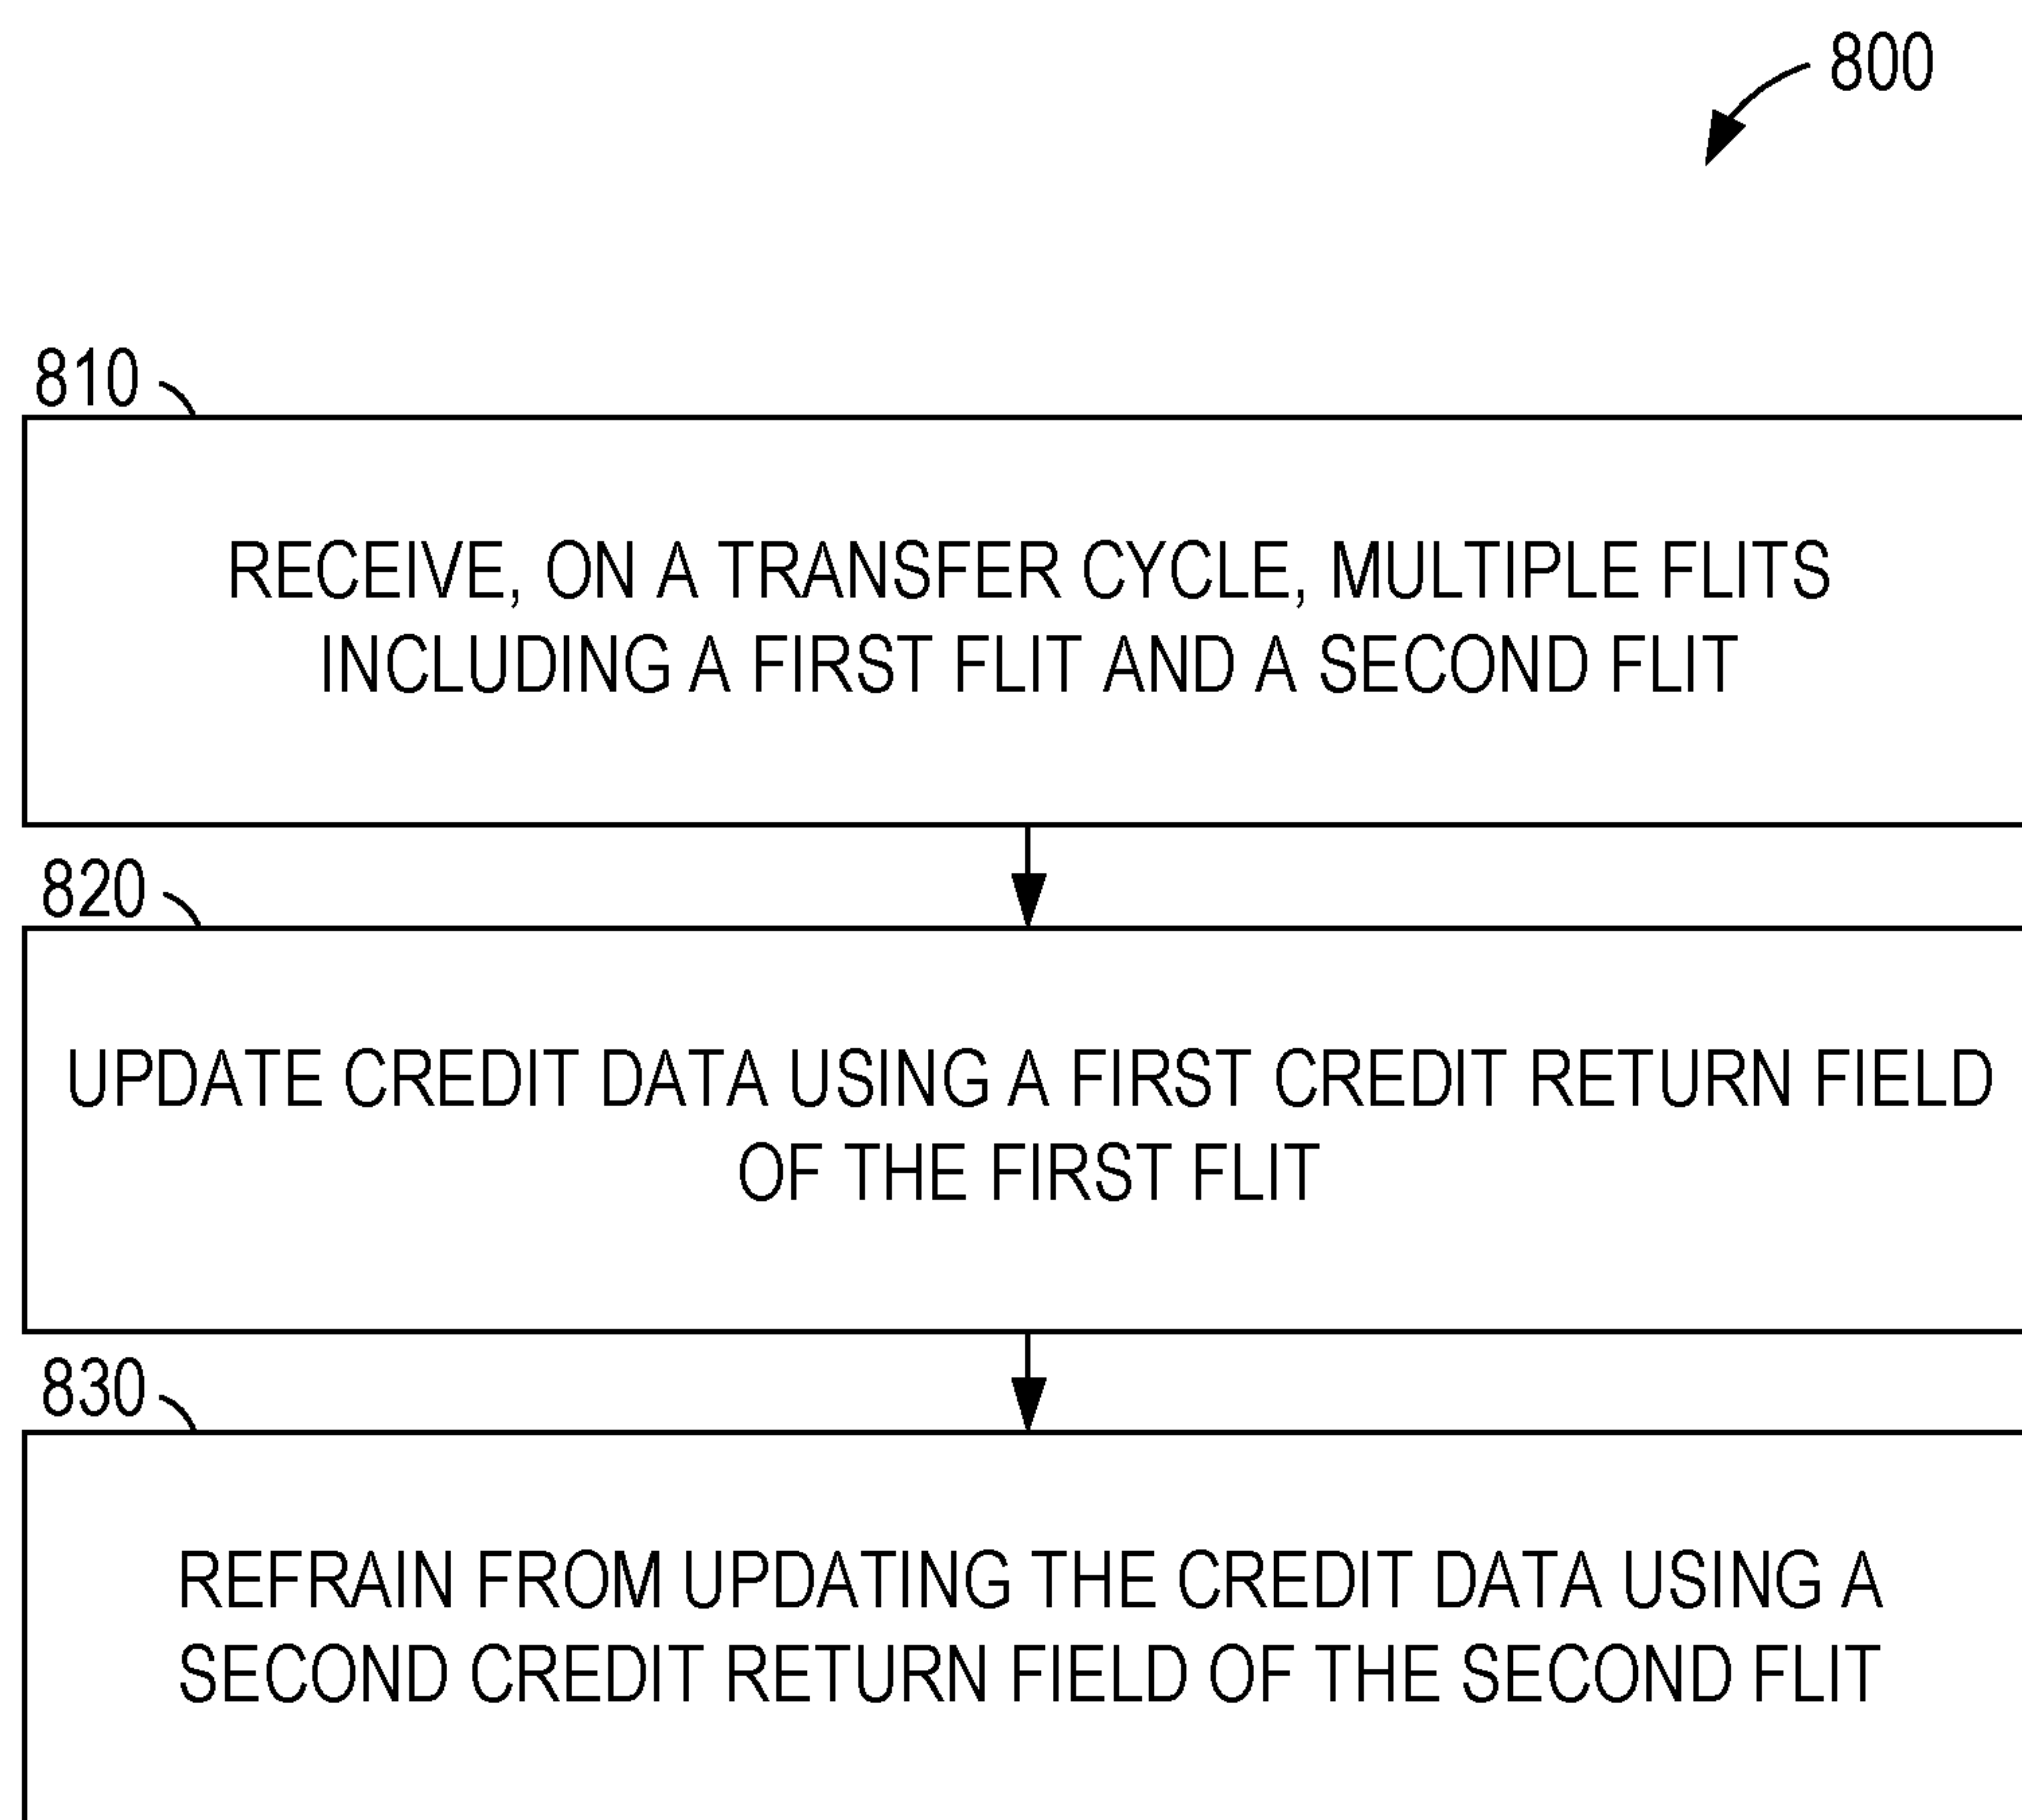 800
810
RECEIVE, ON A TRANSFER CYCLE, MULTIPLE FLITS
INCLUDING A FIRST FLIT AND A SECOND FLIT
820
UPDATE CREDIT DATA USING A FIRST CREDIT RETURN FIELD
OF THE FIRST FLIT
830
REFRAIN FROM UPDATING THE CREDIT DATA USING A
SECOND CREDIT RETURN FIELD OF THE SECOND FLIT